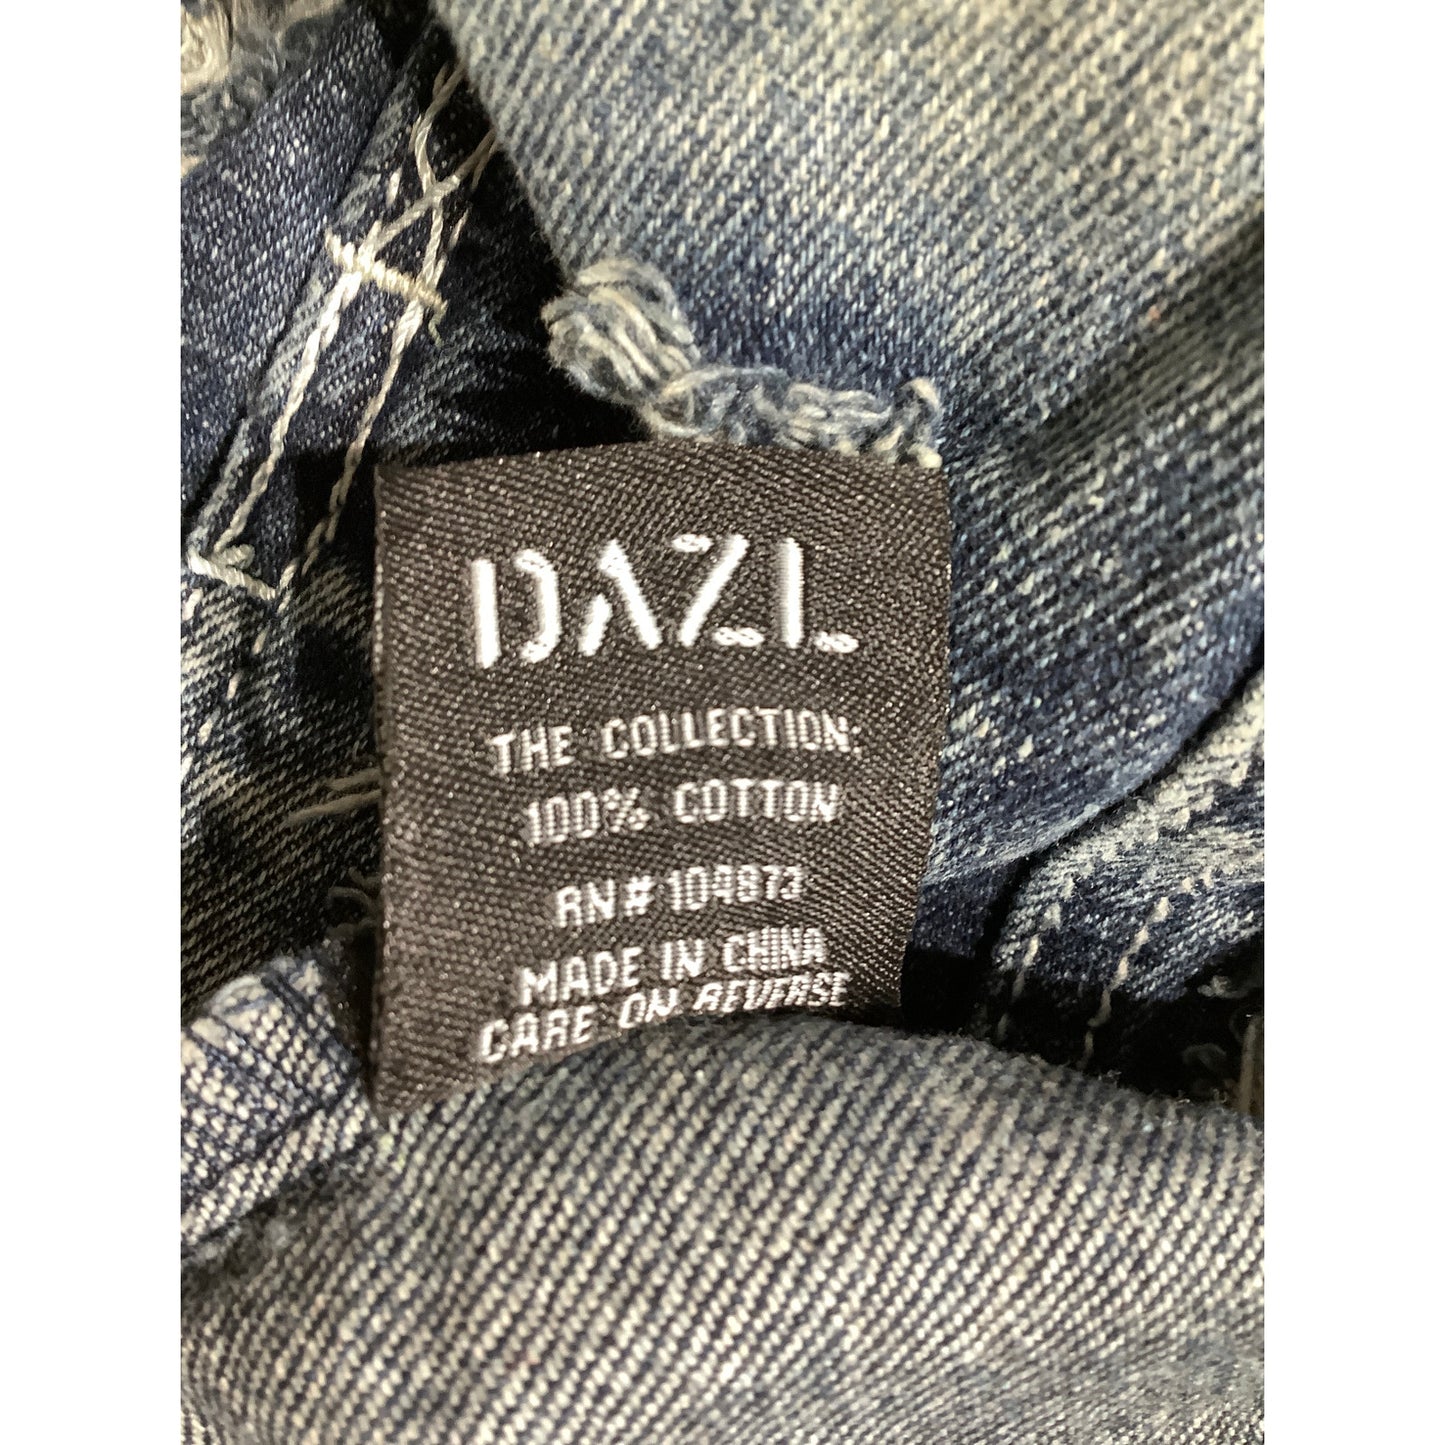 DAZL
THE COLLECTION:
100% COTTON
RN# 104873
MADE IN CHINA
CARE ON REVERSE